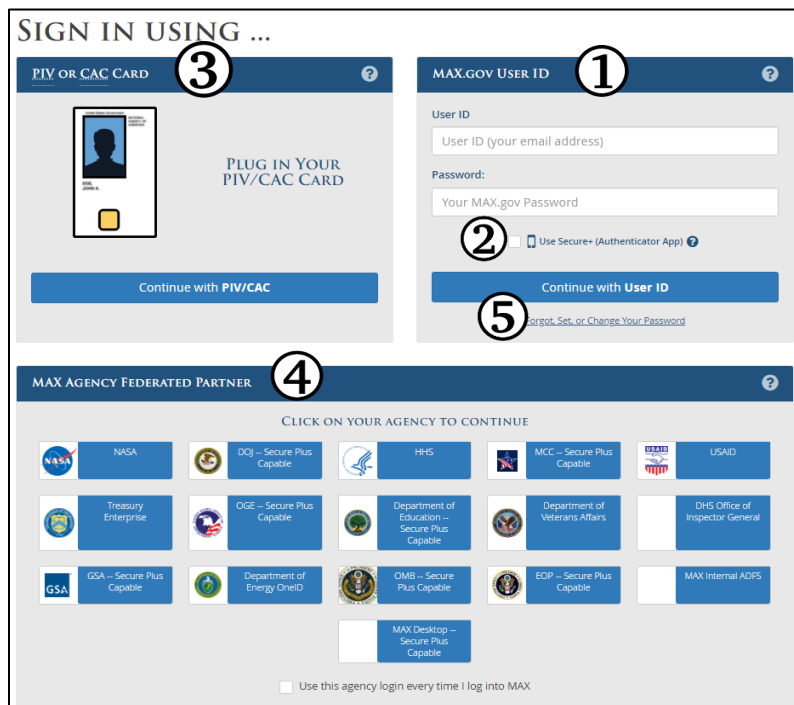 SIGN IN USING ...
PIV OR CAC CARD
3
?
DOE,
JOHN A.
PLUG IN YOUR
PIV/CAC CARD
Continue with PIV/CAC
MAX.GOV USER ID
1
?
User ID
User ID (your email address)
Password:
Your MAX.gov Password
2
Use Secure+ (Authenticator App) ?
Continue with User ID
5
Forgot, Set, or Change Your Password
MAX AGENCY FEDERATED PARTNER
4
?
CLICK ON YOUR AGENCY TO CONTINUE
NASA
NASA
DOJ -- Secure Plus
Capable
HHS
MCC -- Secure Plus
Capable
USAID
USAID
Treasury
Enterprise
OGE -- Secure Plus
Capable
Department of
Education --
Secure Plus
Capable
Department of
Veterans Affairs
DHS Office of
Inspector General
GSA
GSA -- Secure Plus
Capable
Department of
Energy OneID
OMB -- Secure
Plus Capable
EOP -- Secure Plus
Capable
MAX Internal ADFS
MAX Desktop --
Secure Plus
Capable
Use this agency login every time I log into MAX